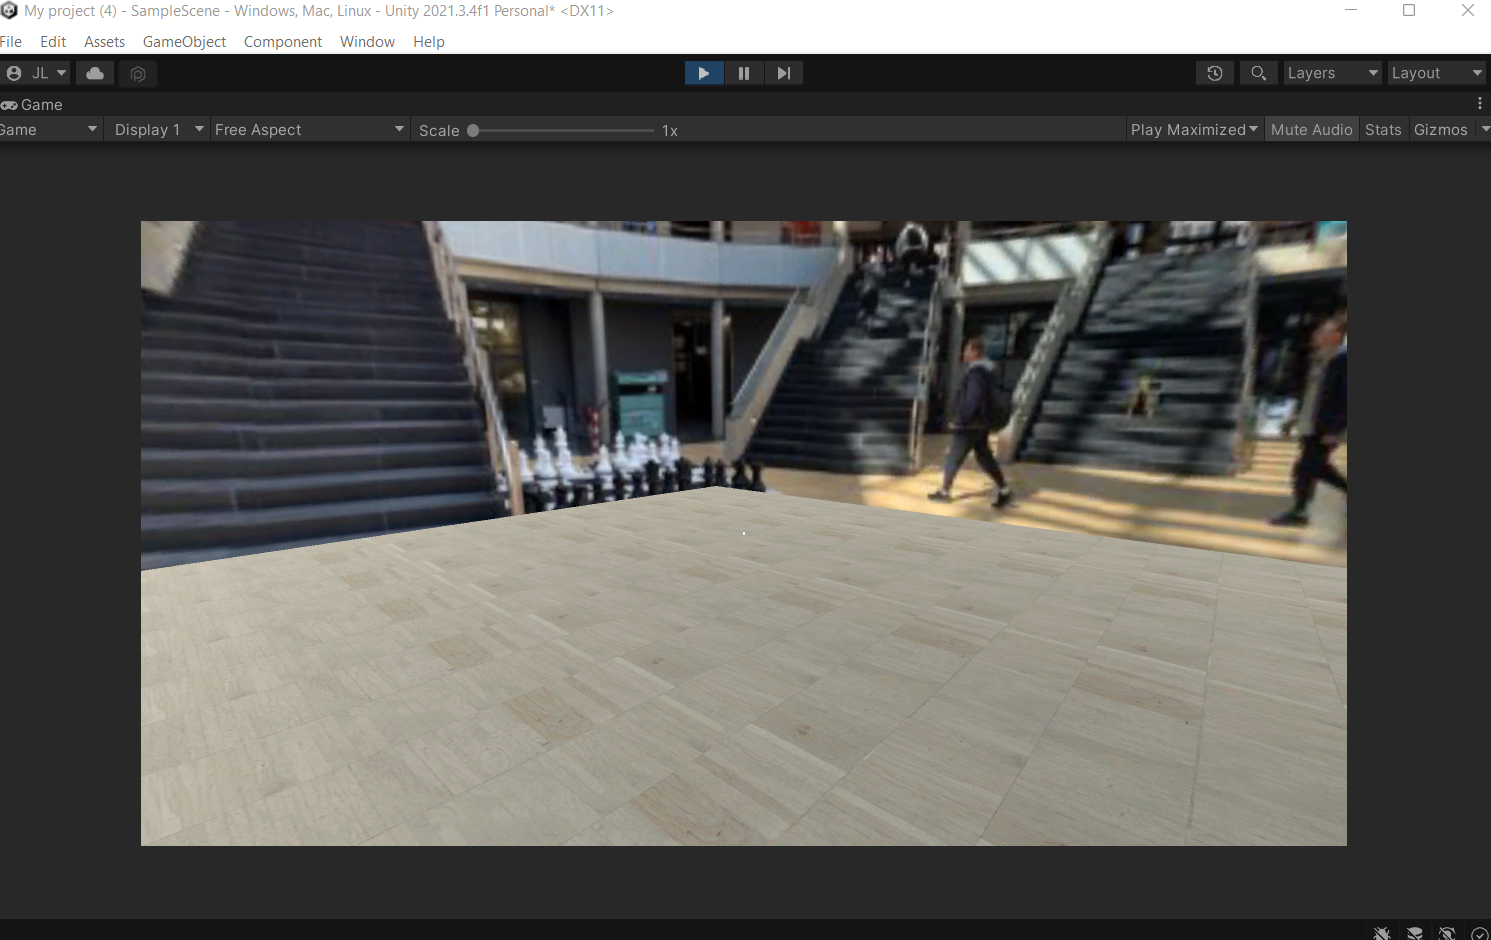 My project (4) - SampleScene - Windows, Mac, Linux - Unity 2021.3.4f1 Personal* <DX11>
File Edit Assets GameObject Component Window Help
JL Layers Layout
Game
Game Display 1 Free Aspect Scale 1x Play Maximized Mute Audio Stats Gizmos